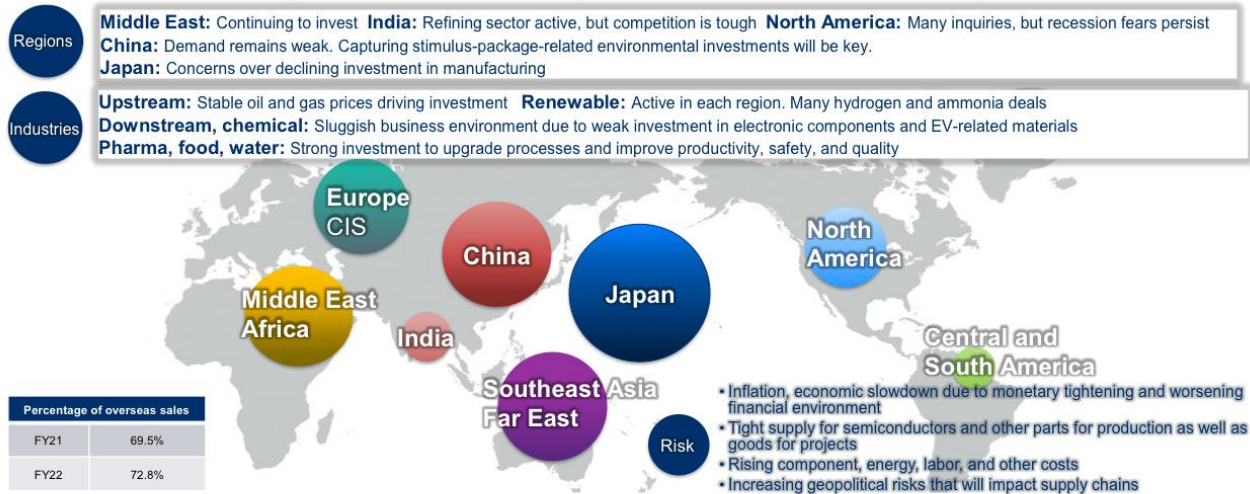 Regions
Middle East: Continuing to invest India: Refining sector active, but competition is tough North America: Many inquiries, but recession fears persist
China: Demand remains weak. Capturing stimulus-package-related environmental investments will be key.
Japan: Concerns over declining investment in manufacturing
Industries
Upstream: Stable oil and gas prices driving investment Renewable: Active in each region. Many hydrogen and ammonia deals
Downstream, chemical: Sluggish business environment due to weak investment in electronic components and EV-related materials
Pharma, food, water: Strong investment to upgrade processes and improve productivity, safety, and quality
Europe
CIS
China
Japan
North
America
Middle East
Africa
India
Central and
South America
Southeast Asia
Far East
Percentage of overseas sales
FY21 69.5%
FY22 72.8%
Risk
• Inflation, economic slowdown due to monetary tightening and worsening
financial environment
• Tight supply for semiconductors and other parts for production as well as
goods for projects
• Rising component, energy, labor, and other costs
• Increasing geopolitical risks that will impact supply chains